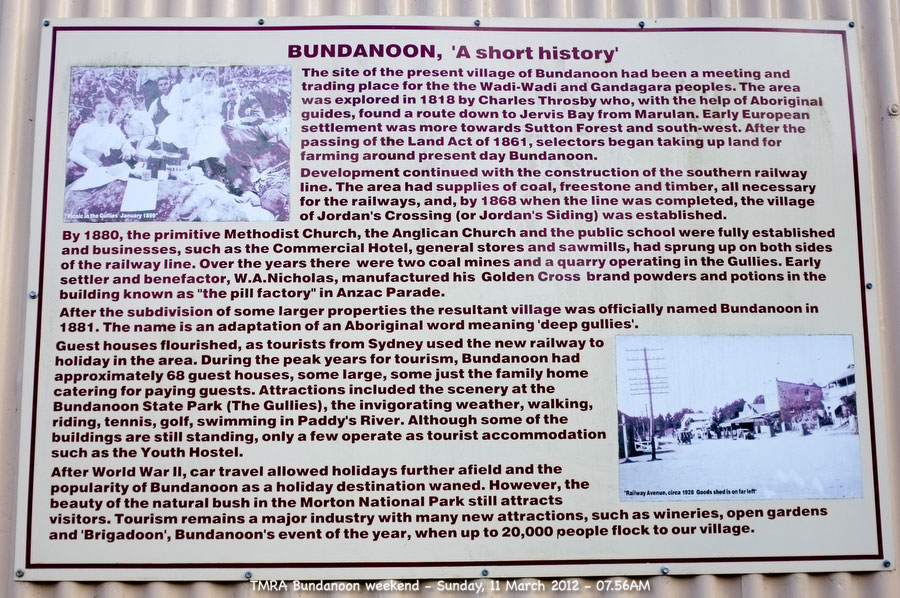 BUNDANOON, 'A short history'
The site of the present village of Bundanoon had been a meeting and
trading place for the the Wadi-Wadi and Gandagara peoples. The area
was explored in 1818 by Charles Throsby who, with the help of Aboriginal
guides, found a route down to Jervis Bay from Marulan. Early European
settlement was more towards Sutton Forest and south-west. After the
passing of the Land Act of 1861, selectors began taking up land for
farming around present day Bundanoon.
Development continued with the construction of the southern railway
line. The area had supplies of coal, freestone and timber, all necessary
for the railways, and, by 1868 when the line was completed, the village
of Jordan's Crossing (or Jordan's Siding) was established.
"Picnic in the Gullies' January 1899"
By 1880, the primitive Methodist Church, the Anglican Church and the public school were fully established
and businesses, such as the Commercial Hotel, general stores and sawmills, had sprung up on both sides
of the railway line. Over the years there were two coal mines and a quarry operating in the Gullies. Early
settler and benefactor, W.A.Nicholas, manufactured his Golden Cross brand powders and potions in the
building known as "the pill factory" in Anzac Parade.
After the subdivision of some larger properties the resultant village was officially named Bundanoon in
1881. The name is an adaptation of an Aboriginal word meaning 'deep gullies'.
Guest houses flourished, as tourists from Sydney used the new railway to
holiday in the area. During the peak years for tourism, Bundanoon had
approximately 68 guest houses, some large, some just the family home
catering for paying guests. Attractions included the scenery at the
Bundanoon State Park (The Gullies), the invigorating weather, walking,
riding, tennis, golf, swimming in Paddy's River. Although some of the
buildings are still standing, only a few operate as tourist accommodation
such as the Youth Hostel.
"Railway Avenue, circa 1928 Goods shed is on far left"
After World War II, car travel allowed holidays further afield and the
popularity of Bundanoon as a holiday destination waned. However, the
beauty of the natural bush in the Morton National Park still attracts
visitors. Tourism remains a major industry with many new attractions, such as wineries, open gardens
and 'Brigadoon', Bundanoon's event of the year, when up to 20,000 people flock to our village.
TMRA Bundanoon weekend - Sunday, 11 March 2012 - 07.56AM